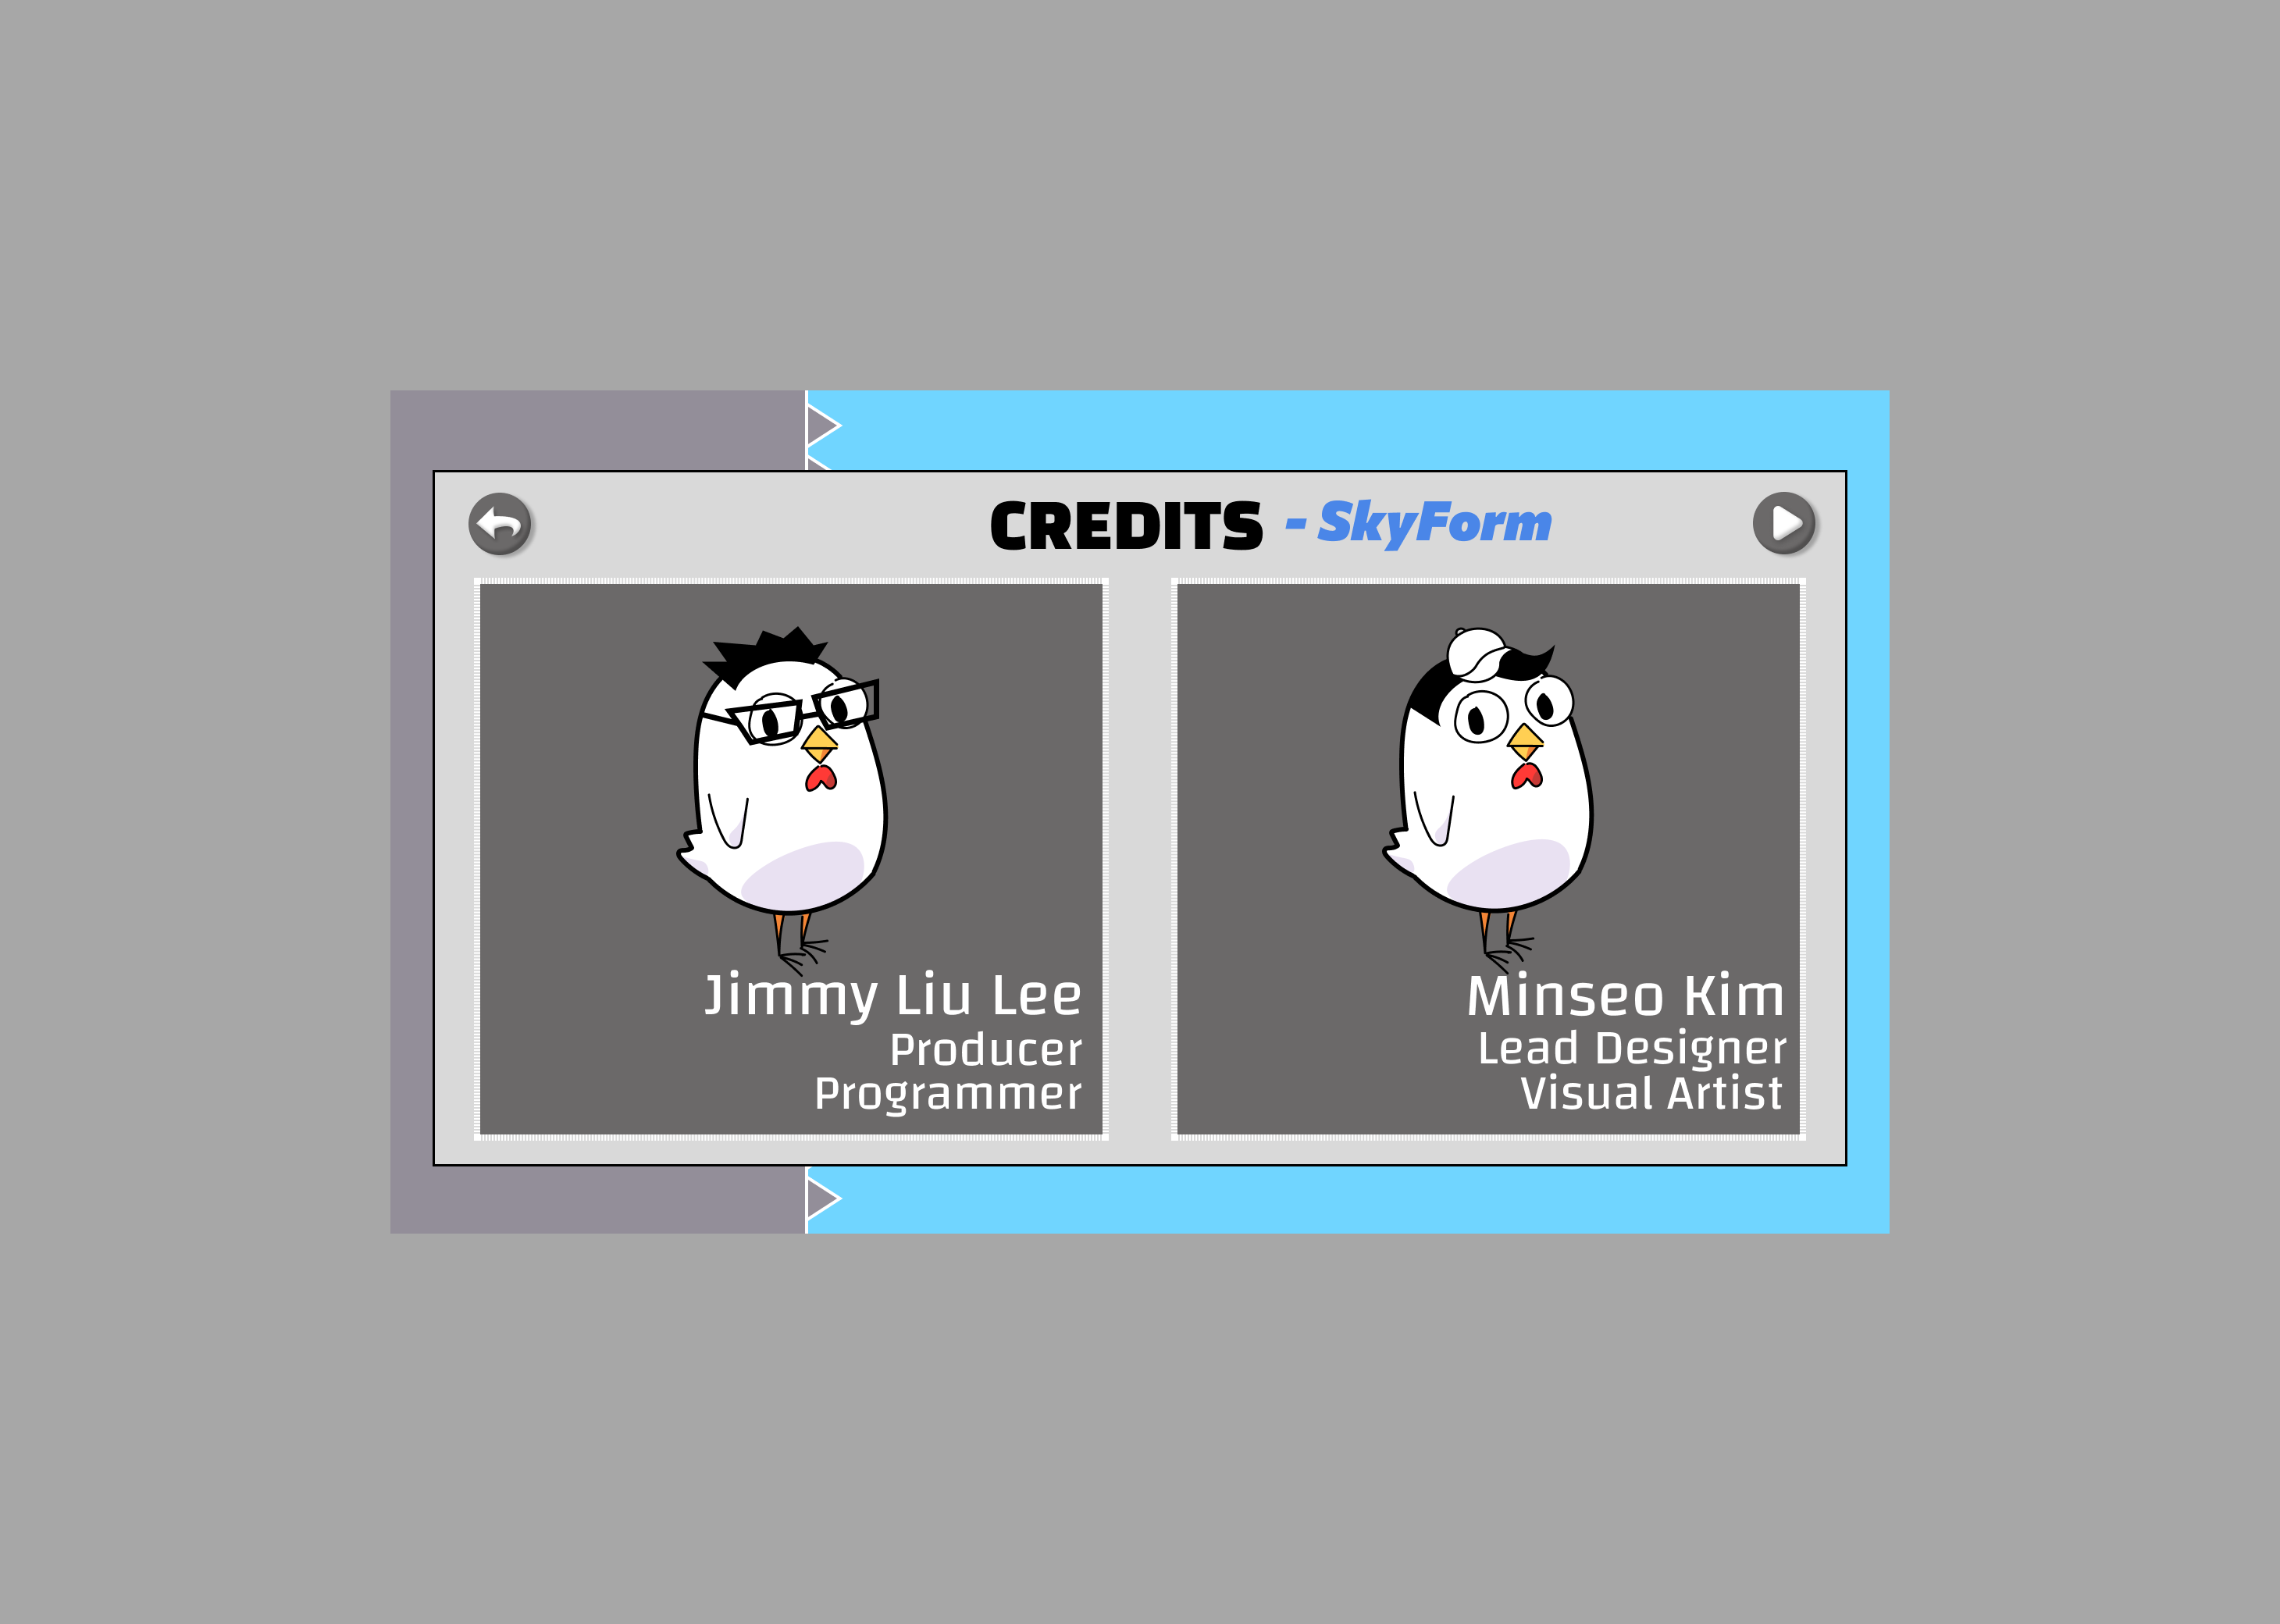 CREDITS - SkyForm
Jimmy Liu Lee
Producer
Programmer
Minseo Kim
Lead Designer
Visual Artist